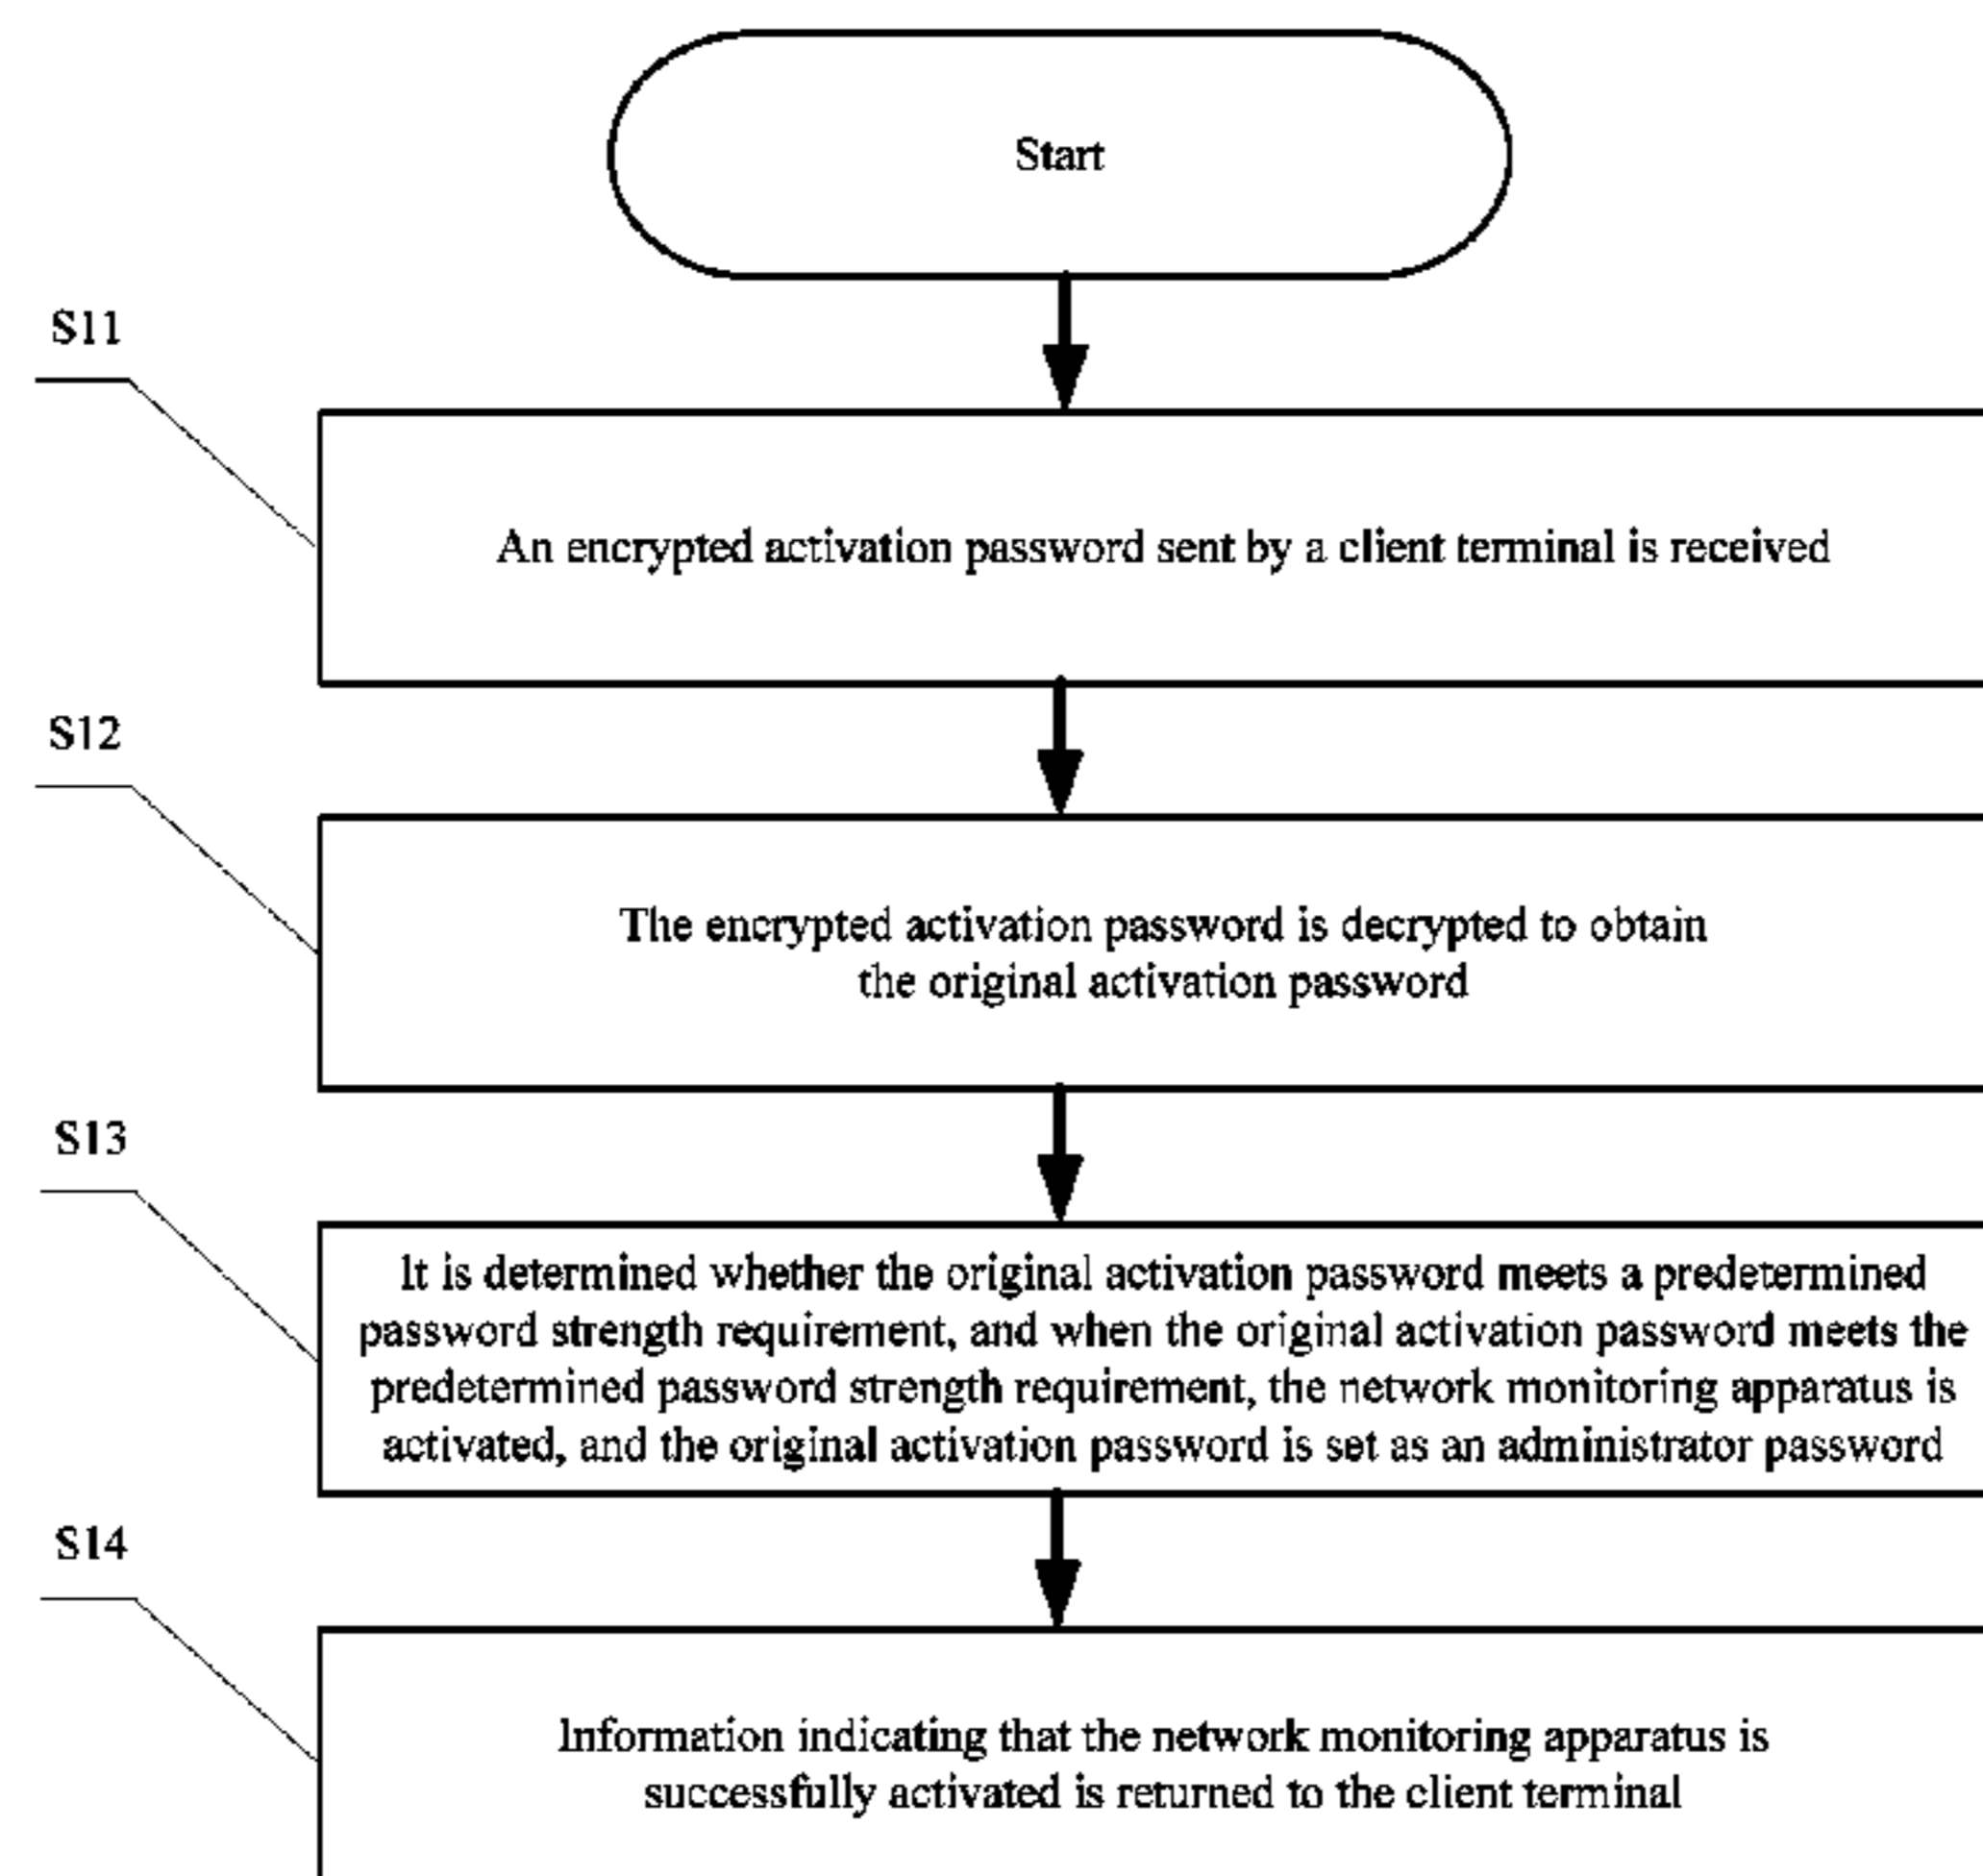 Start
S11
An encrypted activation password sent by a client terminal is received
S12
The encrypted activation password is decrypted to obtain
the original activation password
S13
It is determined whether the original activation password meets a predetermined
password strength requirement, and when the original activation password meets the
predetermined password strength requirement, the network monitoring apparatus is
activated, and the original activation password is set as an administrator password
S14
Information indicating that the network monitoring apparatus is
successfully activated is returned to the client terminal